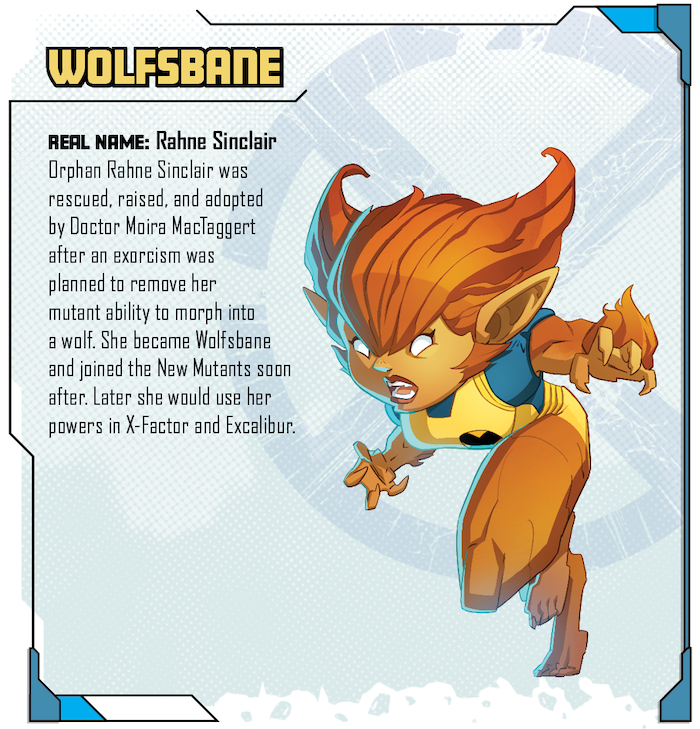 WOLFSBANE
REAL NAME: Rahne Sinclair
Orphan Rahne Sinclair was
rescued, raised, and adopted
by Doctor Moira MacTaggert
after an exorcism was
planned to remove her
mutant ability to morph into
a wolf. She became Wolfsbane
and joined the New Mutants soon
after. Later she would use her
powers in X-Factor and Excalibur.